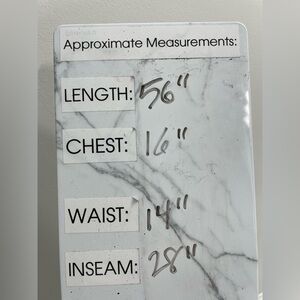 Approximate Measurements:
LENGTH: 56"
CHEST: 16"
WAIST: 14"
INSEAM: 28"